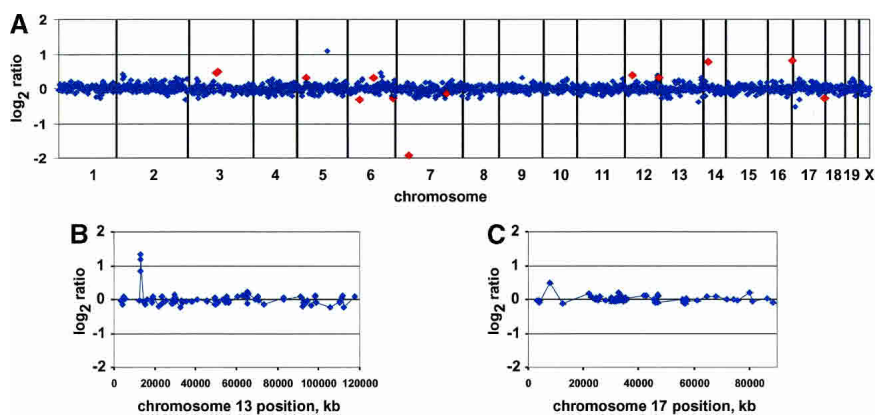 A
log2 ratio
2
1
0
-1
-2
1 2 3 4 5 6 7 8 9 10 11 12 13 14 15 16 17 18 19 X
chromosome
B
log2 ratio
2
1
0
-1
-2
0 20000 40000 60000 80000 100000 120000
chromosome 13 position, kb
C
log2 ratio
2
1
0
-1
-2
0 20000 40000 60000 80000
chromosome 17 position, kb